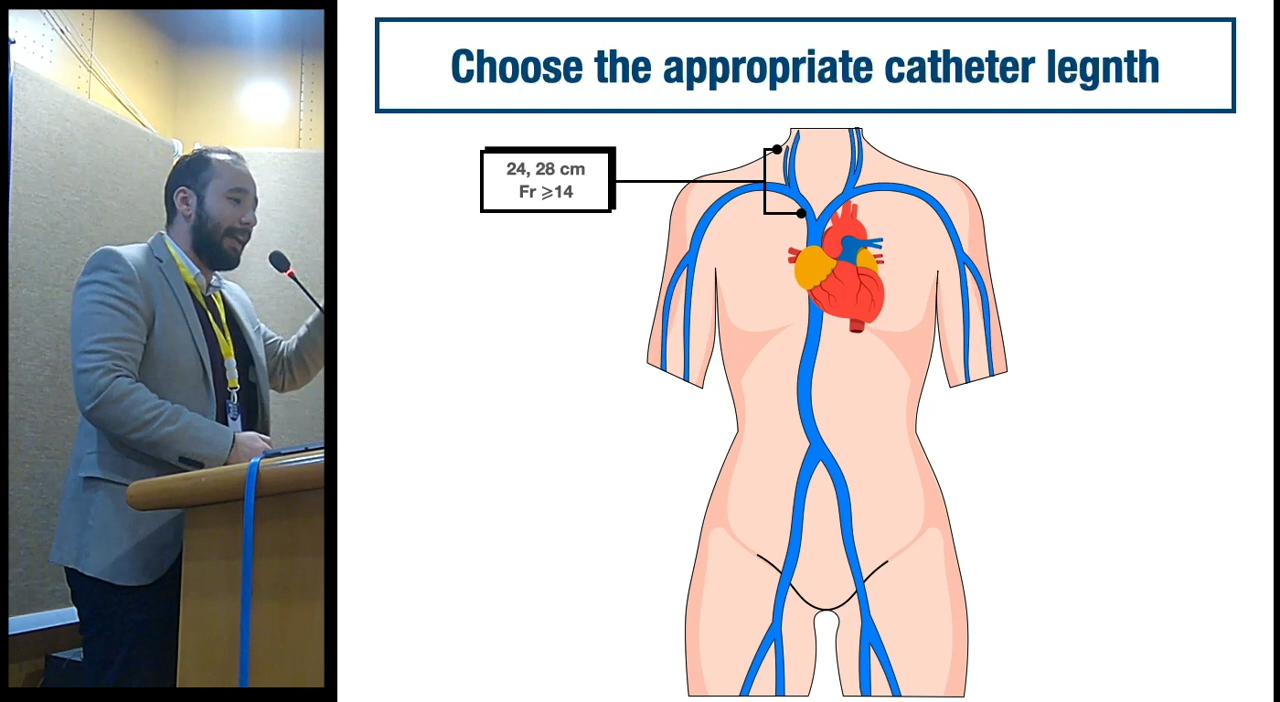 Choose the appropriate catheter legnth
24, 28 cm
Fr ⩾14